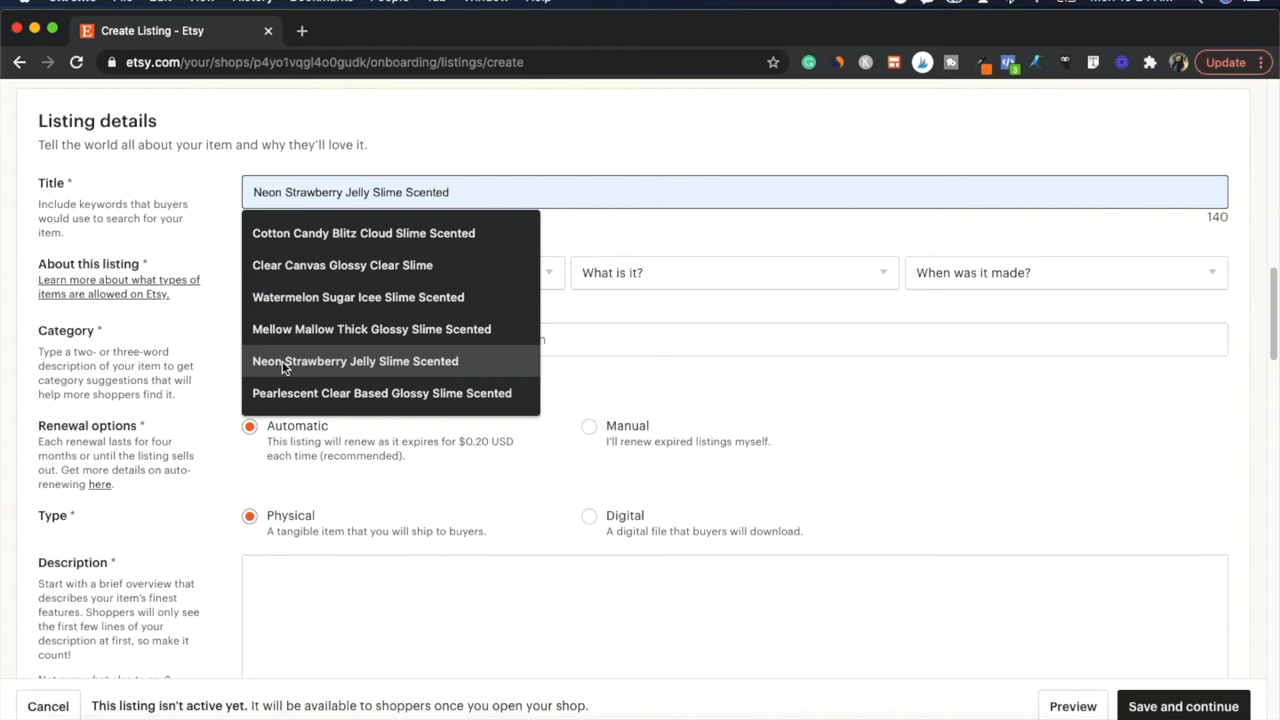 Create Listing - Etsy
etsy.com/your/shops/p4yo1vqgl4o0gudk/onboarding/listings/create
Update
3
Listing details
Tell the world all about your item and why they'll love it.
Title *
Include keywords that buyers
would use to search for your
item.
Neon Strawberry Jelly Slime Scented
140
Cotton Candy Blitz Cloud Slime Scented
Clear Canvas Glossy Clear Slime
Watermelon Sugar Icee Slime Scented
Mellow Mallow Thick Glossy Slime Scented
Neon Strawberry Jelly Slime Scented
Pearlescent Clear Based Glossy Slime Scented
About this listing *
Learn more about what types of
items are allowed on Etsy.
What is it?
When was it made?
Category *
Type a two- or three-word
description of your item to get
category suggestions that will
help more shoppers find it.
Renewal options *
Each renewal lasts for four
months or until the listing sells
out. Get more details on auto-
renewing here.
Automatic
This listing will renew as it expires for $0.20 USD
each time (recommended).
Manual
I'll renew expired listings myself.
Type *
Physical
A tangible item that you will ship to buyers.
Digital
A digital file that buyers will download.
Description *
Start with a brief overview that
describes your item's finest
features. Shoppers will only see
the first few lines of your
description at first, so make it
count!
Cancel
This listing isn't active yet. It will be available to shoppers once you open your shop.
Preview
Save and continue